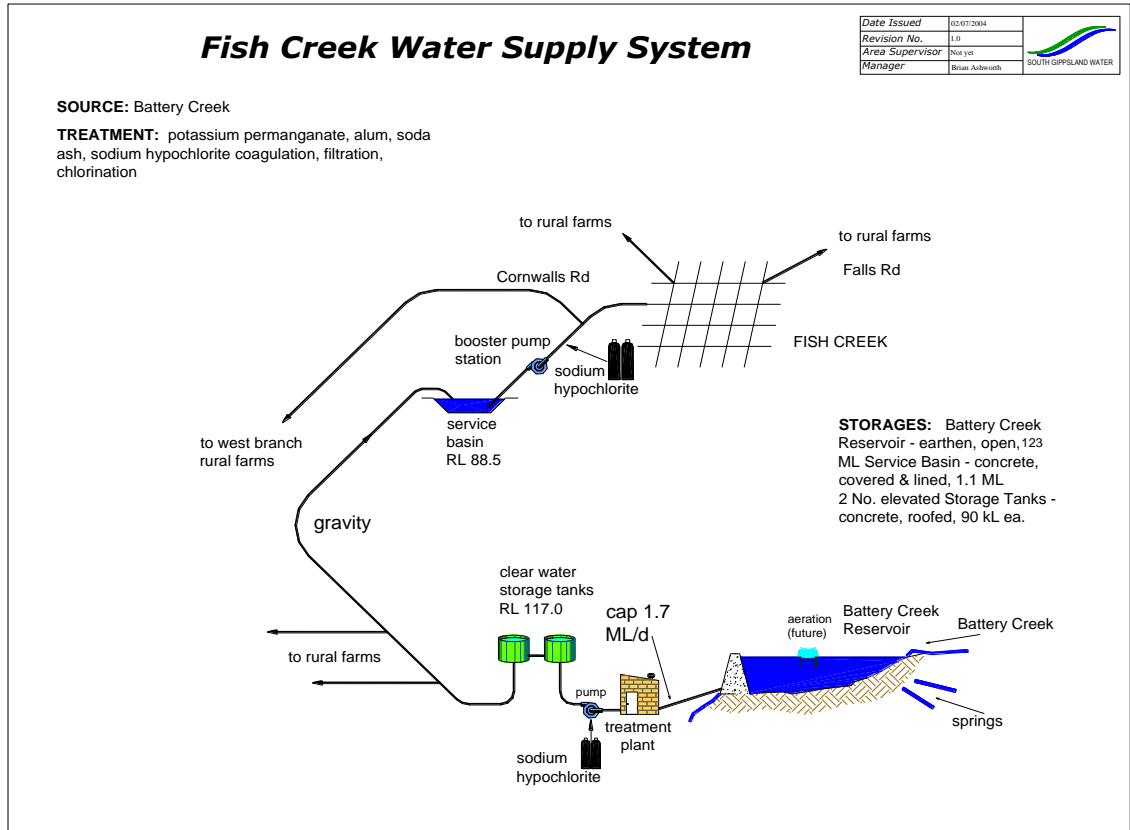 Fish Creek Water Supply System
Date Issued 02/07/2004
Revision No. 1.0
Area Supervisor Not yet
Manager Brian Ashworth
SOUTH GIPPSLAND WATER
SOURCE: Battery Creek
TREATMENT: potassium permanganate, alum, soda
ash, sodium hypochlorite coagulation, filtration,
chlorination
to rural farms
to rural farms
Cornwalls Rd
Falls Rd
booster pump
station
FISH CREEK
sodium
hypochlorite
service
basin
RL 88.5
to west branch
rural farms
STORAGES: Battery Creek
Reservoir - earthen, open, 123
ML Service Basin - concrete,
covered & lined, 1.1 ML
2 No. elevated Storage Tanks -
concrete, roofed, 90 kL ea.
gravity
clear water
storage tanks
RL 117.0
cap 1.7
ML/d
aeration
(future)
Battery Creek
Reservoir
Battery Creek
to rural farms
pump
treatment
plant
springs
sodium
hypochlorite